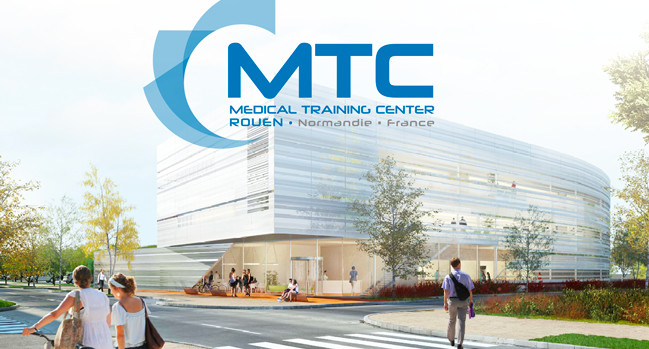 MTC
MEDICAL TRAINING CENTER
ROUEN • Normandie • France